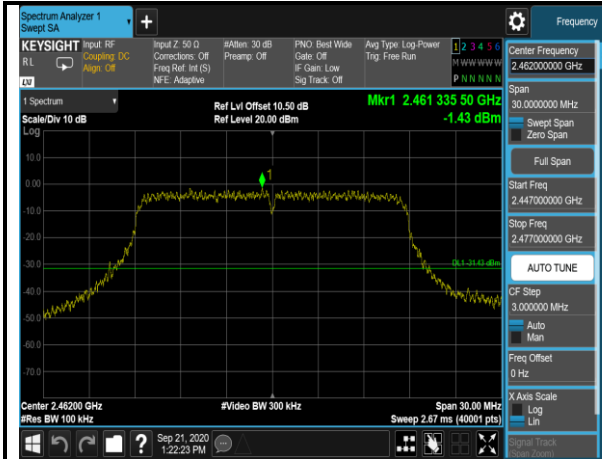 Spectrum Analyzer 1
Swept SA
Frequency
KEYSIGHT
RL
LXI
Input: RF
Coupling: DC
Align: Off
Input Z: 50 Ω
Corrections: Off
Freq Ref: Int (S)
NFE: Adaptive
#Atten: 30 dB
Preamp: Off
PNO: Best Wide
Gate: Off
IF Gain: Low
Sig Track: Off
Avg Type: Log-Power
Trig: Free Run
1 2 3 4 5 6
M W W W W W
P N N N N N
1 Spectrum
Scale/Div 10 dB
Ref Lvl Offset 10.50 dB
Ref Level 20.00 dBm
Mkr1 2.461 335 50 GHz
-1.43 dBm
Log
10.0
0.00
-10.0
-20.0
-30.0
-40.0
-50.0
-60.0
-70.0
1
DL1 -31.43 dBm
Center 2.46200 GHz
#Res BW 100 kHz
#Video BW 300 kHz
Span 30.00 MHz
Sweep 2.67 ms (40001 pts)
Sep 21, 2020
1:22:23 PM
Center Frequency
2.462000000 GHz
Span
30.0000000 MHz
Swept Span
Zero Span
Full Span
Start Freq
2.447000000 GHz
Stop Freq
2.477000000 GHz
AUTO TUNE
CF Step
3.000000 MHz
Auto
Man
Freq Offset
0 Hz
X Axis Scale
Log
Lin
Signal Track
(Span Zoom)